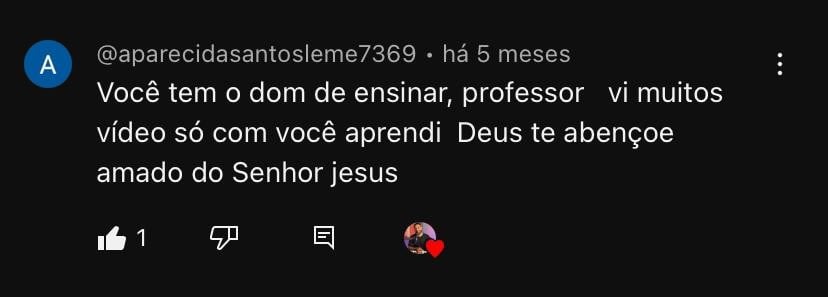 A
@aparecidasantosleme7369 • há 5 meses
Você tem o dom de ensinar, professor   vi muitos
vídeo só com você aprendi  Deus te abençoe
amado do Senhor jesus
1